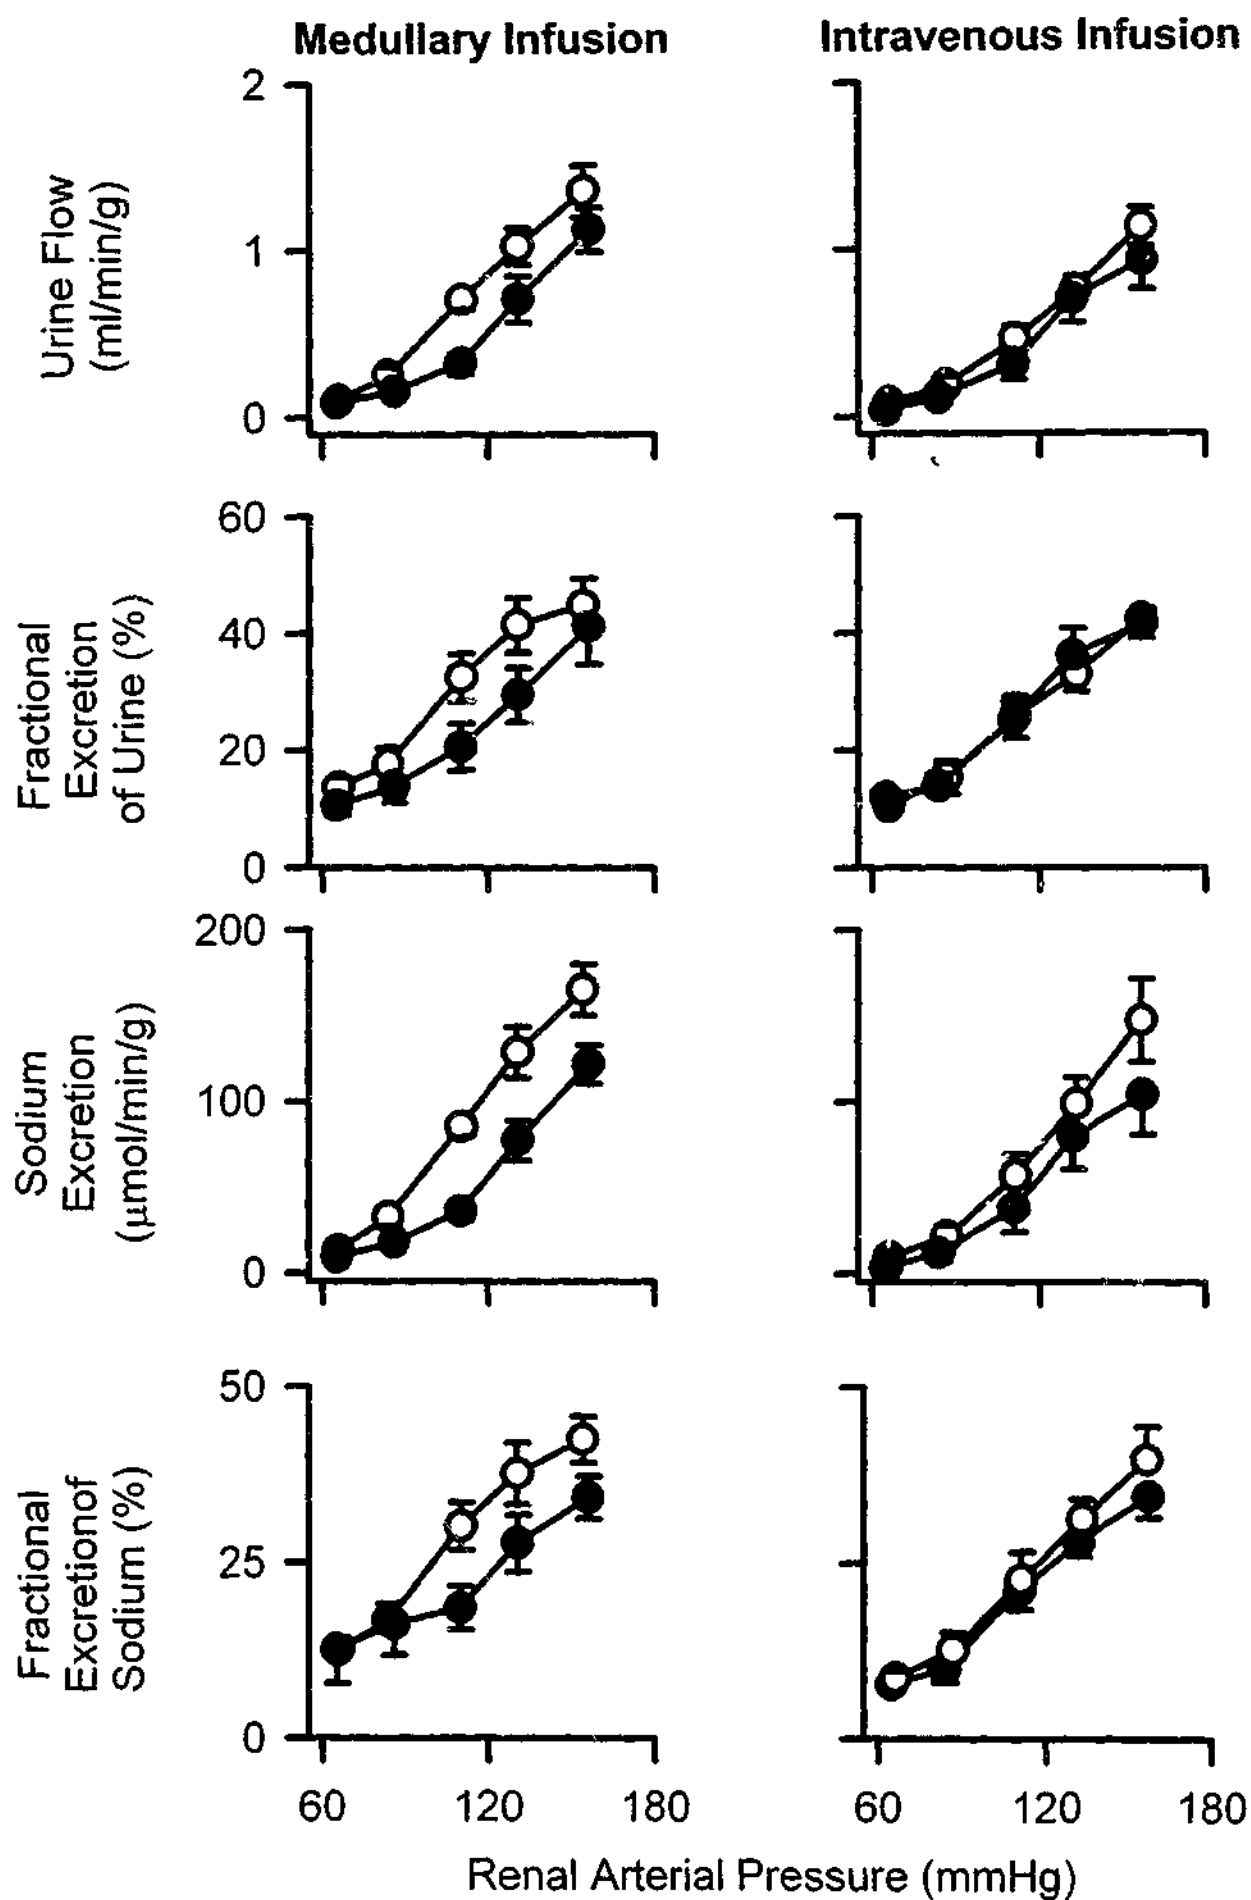 Medullary Infusion
Intravenous Infusion
Urine Flow
(ml/min/g)
2
1
0
Fractional
Excretion
of Urine (%)
60
40
20
0
Sodium
Excretion
(μmol/min/g)
200
100
0
Fractional
Excretionof
Sodium (%)
50
25
0
60 120 180
60 120 180
Renal Arterial Pressure (mmHg)